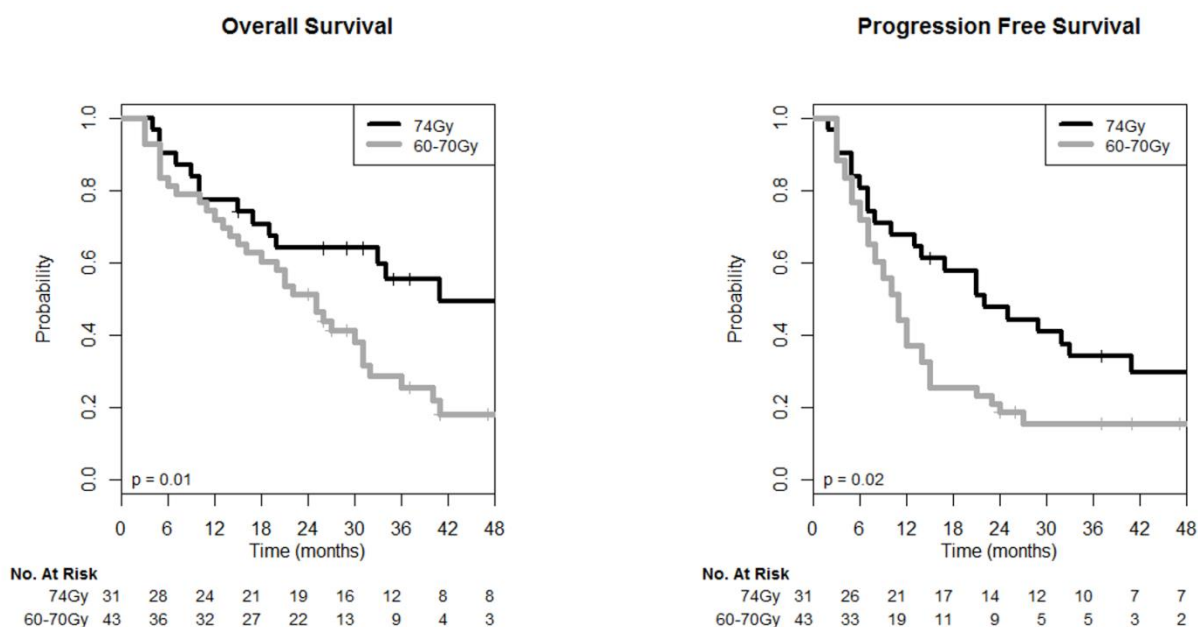 Overall Survival
1.0
0.8
0.6
0.4
0.2
0.0
Probability
74Gy
60-70Gy
p = 0.01
0 6 12 18 24 30 36 42 48
Time (months)
No. At Risk
74Gy 31 28 24 21 19 16 12 8 8
60-70Gy 43 36 32 27 22 13 9 4 3
Progression Free Survival
1.0
0.8
0.6
0.4
0.2
0.0
Probability
74Gy
60-70Gy
p = 0.02
0 6 12 18 24 30 36 42 48
Time (months)
No. At Risk
74Gy 31 26 21 17 14 12 10 7 7
60-70Gy 43 33 19 11 9 5 5 3 2